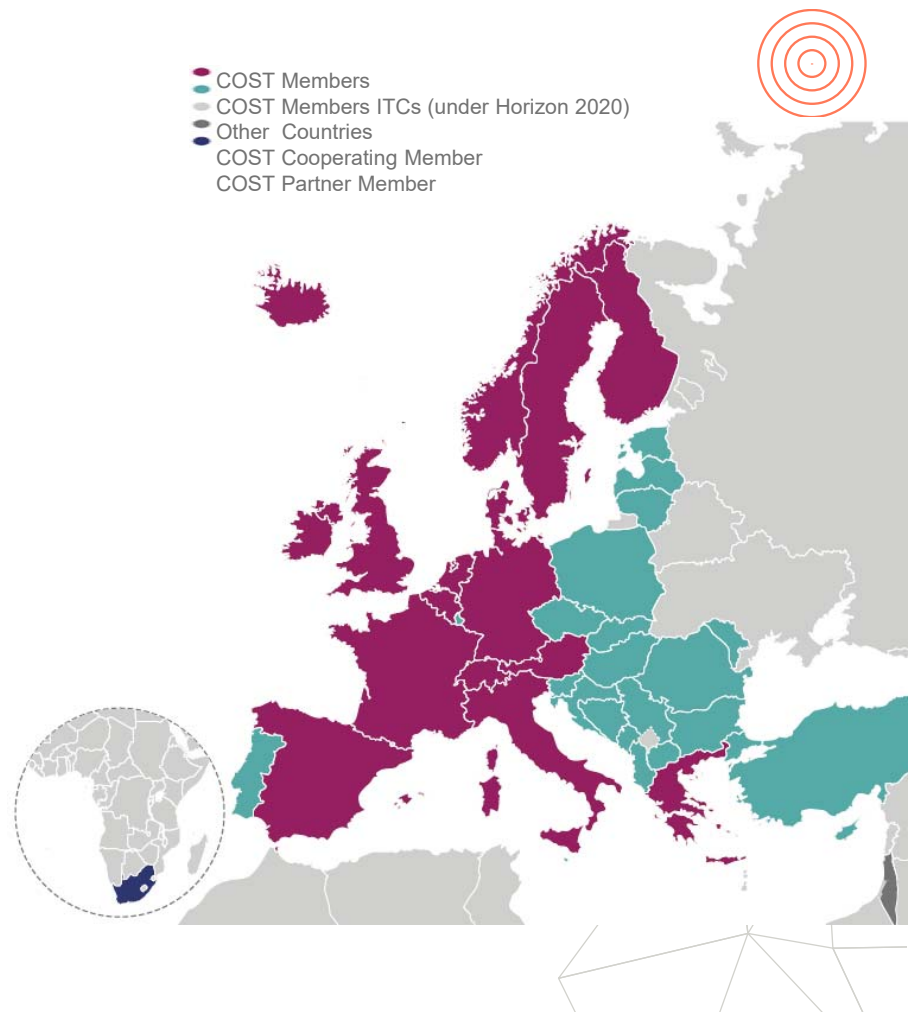 COST Members
COST Members ITCs (under Horizon 2020)
Other Countries
COST Cooperating Member
COST Partner Member